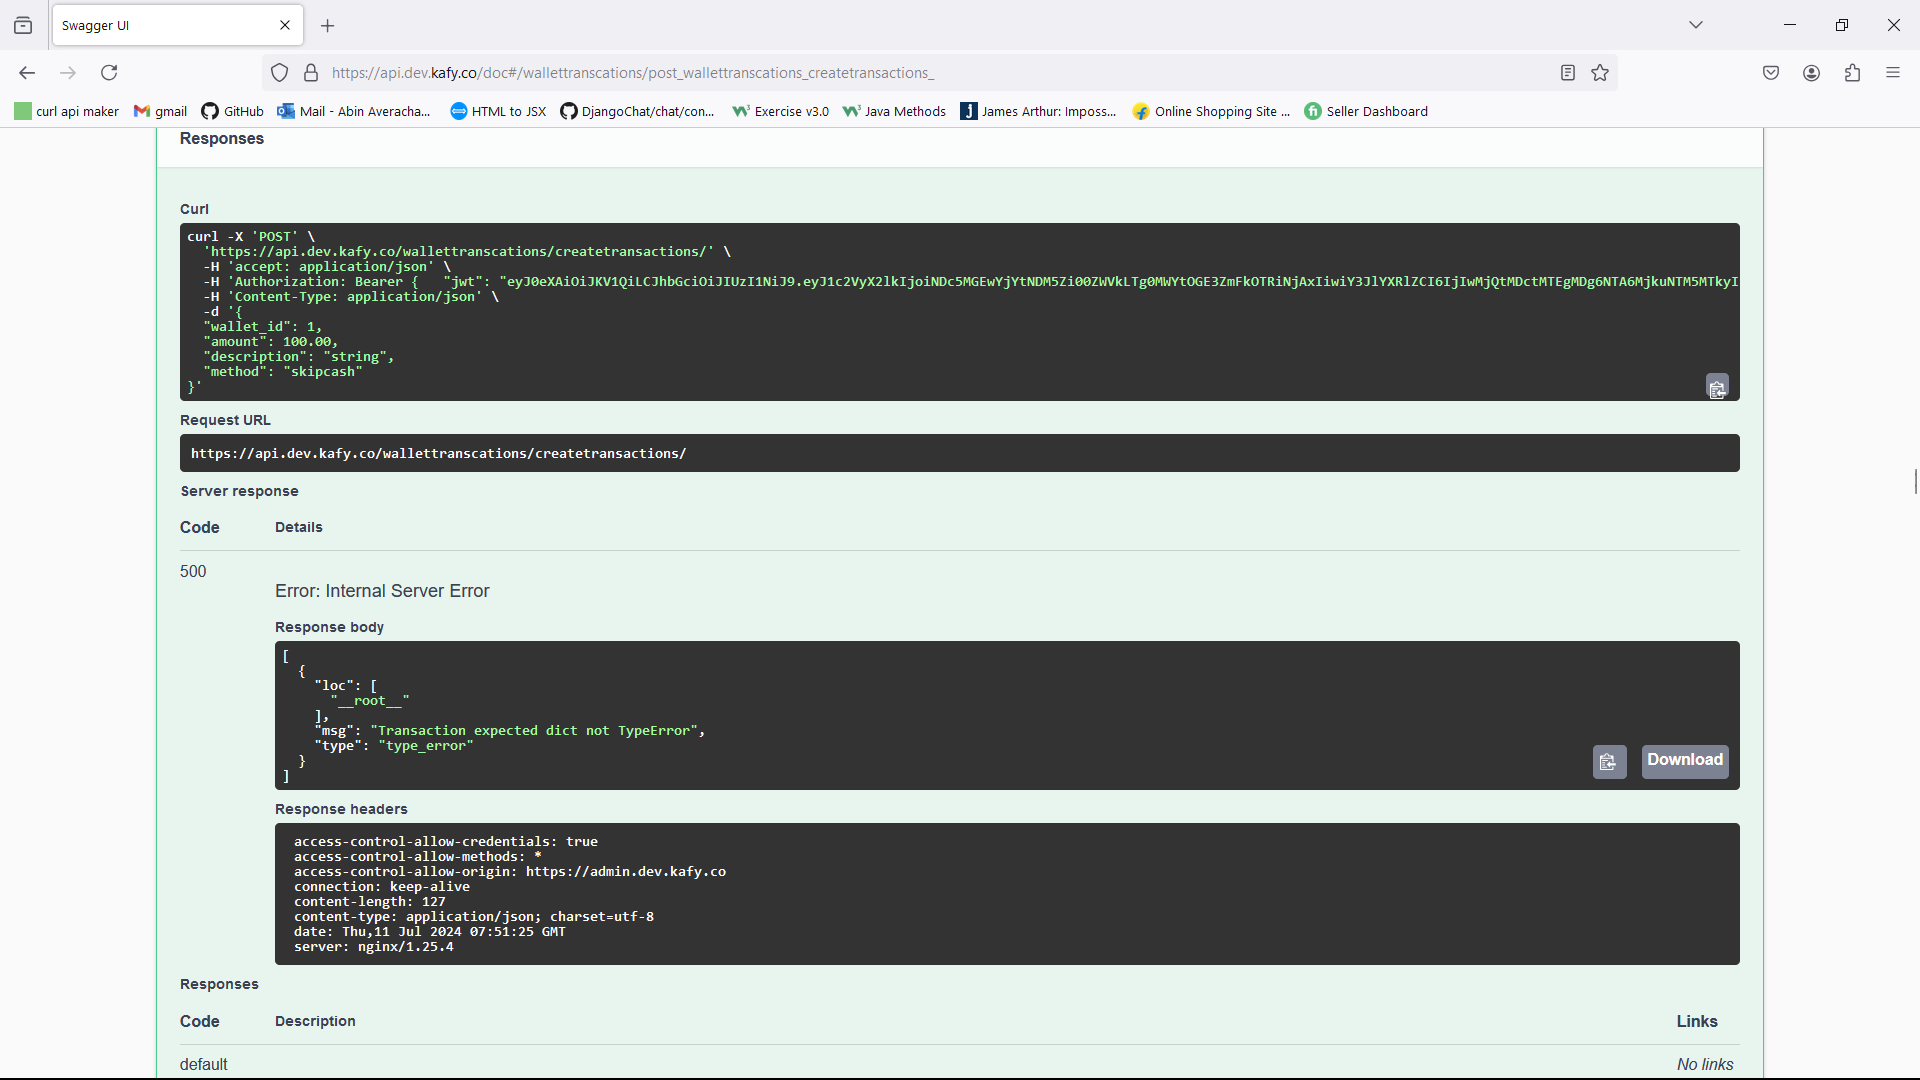 Swagger UI
https://api.dev.kafy.co/doc#/wallettranscations/post_wallettranscations_createtransactions_
curl api maker gmail GitHub Mail - Abin Averacha... HTML to JSX DjangoChat/chat/con... Exercise v3.0 Java Methods James Arthur: Imposs... Online Shopping Site ... Seller Dashboard
Responses
Curl
curl -X 'POST' \
'https://api.dev.kafy.co/wallettranscations/createtransactions/' \
-H 'accept: application/json' \
-H 'Authorization: Bearer { "jwt": "eyJ0eXAiOiJKV1QiLCJhbGciOiJIUzI1NiJ9.eyJ1c2VyX2lkIjoiNDc5MGEwYjYtNDM5Zi00ZWVkLTg0MWYtOGE3ZmFkOTRiNjAxIiwiY3JlYXRlZCI6IjIwMjQtMDctMTEgMDg6NTA6MjkuNTM5MTkyI
-H 'Content-Type: application/json' \
-d '{
"wallet_id": 1,
"amount": 100.00,
"description": "string",
"method": "skipcash"
}'
Request URL
https://api.dev.kafy.co/wallettranscations/createtransactions/
Server response
Code Details
500
Error: Internal Server Error
Response body
[
{
"loc": [
"__root__"
],
"msg": "Transaction expected dict not TypeError",
"type": "type_error"
}
]
Download
Response headers
access-control-allow-credentials: true
access-control-allow-methods: *
access-control-allow-origin: https://admin.dev.kafy.co
connection: keep-alive
content-length: 127
content-type: application/json; charset=utf-8
date: Thu,11 Jul 2024 07:51:25 GMT
server: nginx/1.25.4
Responses
Code Description Links
default No links